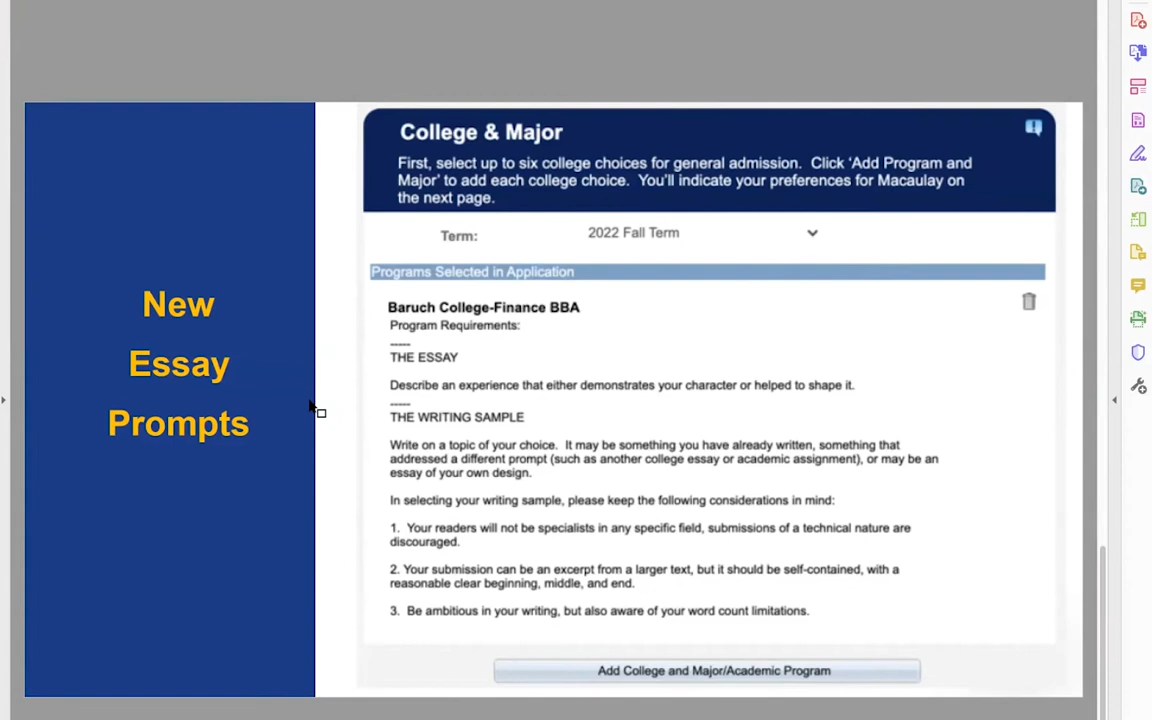 New
Essay
Prompts
College & Major
First, select up to six college choices for general admission. Click ‘Add Program and
Major’ to add each college choice. You’ll indicate your preferences for Macaulay on
the next page.
Term: 2022 Fall Term
Programs Selected in Application
Baruch College-Finance BBA
Program Requirements:
-----
THE ESSAY
Describe an experience that either demonstrates your character or helped to shape it.
-----
THE WRITING SAMPLE
Write on a topic of your choice. It may be something you have already written, something that
addressed a different prompt (such as another college essay or academic assignment), or may be an
essay of your own design.
In selecting your writing sample, please keep the following considerations in mind:
1. Your readers will not be specialists in any specific field, submissions of a technical nature are
discouraged.
2. Your submission can be an excerpt from a larger text, but it should be self-contained, with a
reasonable clear beginning, middle, and end.
3. Be ambitious in your writing, but also aware of your word count limitations.
Add College and Major/Academic Program